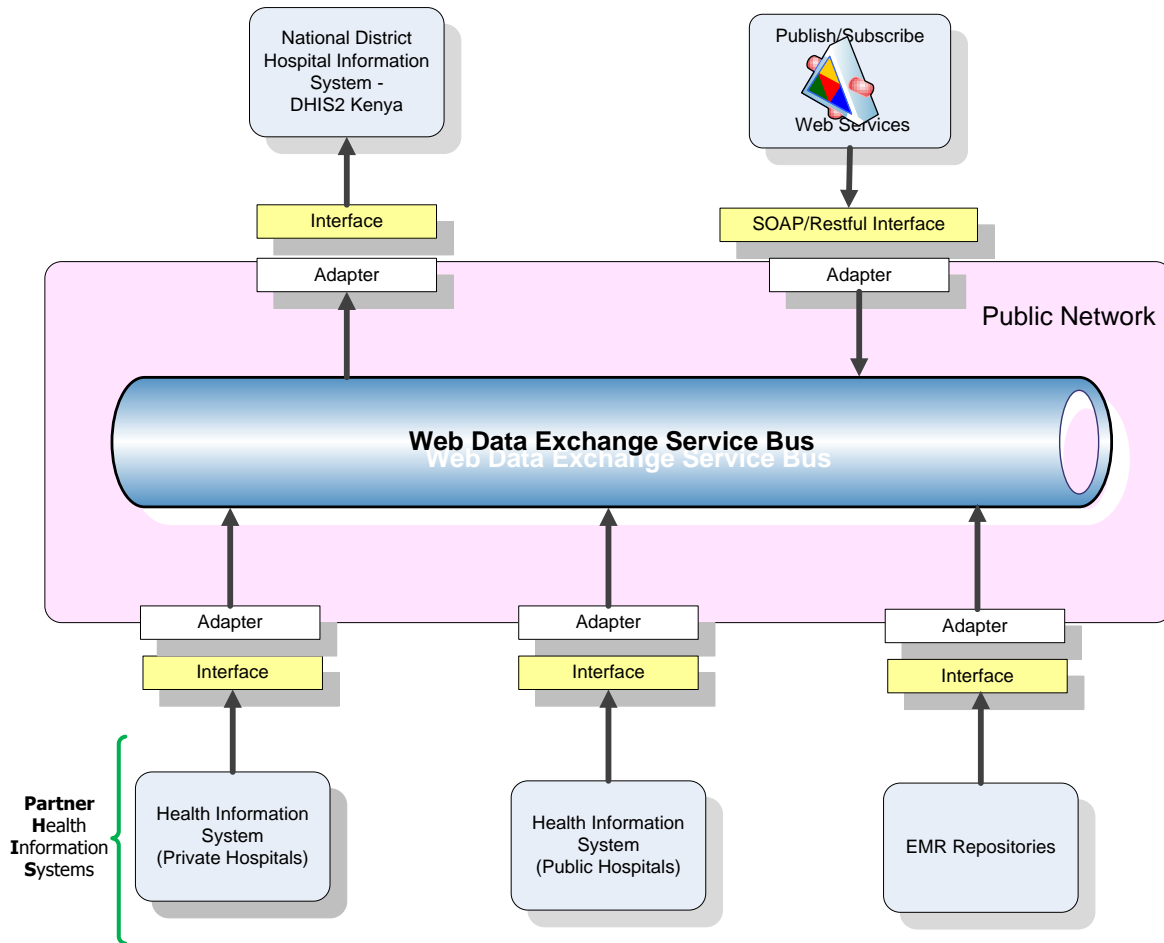 National District
Hospital Information
System -
DHIS2 Kenya
Publish/Subscribe
Web Services
Interface
SOAP/Restful Interface
Adapter
Adapter
Public Network
Web Data Exchange Service Bus
Web Data Exchange Service Bus
Adapter
Adapter
Adapter
Interface
Interface
Interface
Partner
Health
Information
Systems
Health Information
System
(Private Hospitals)
Health Information
System
(Public Hospitals)
EMR Repositories